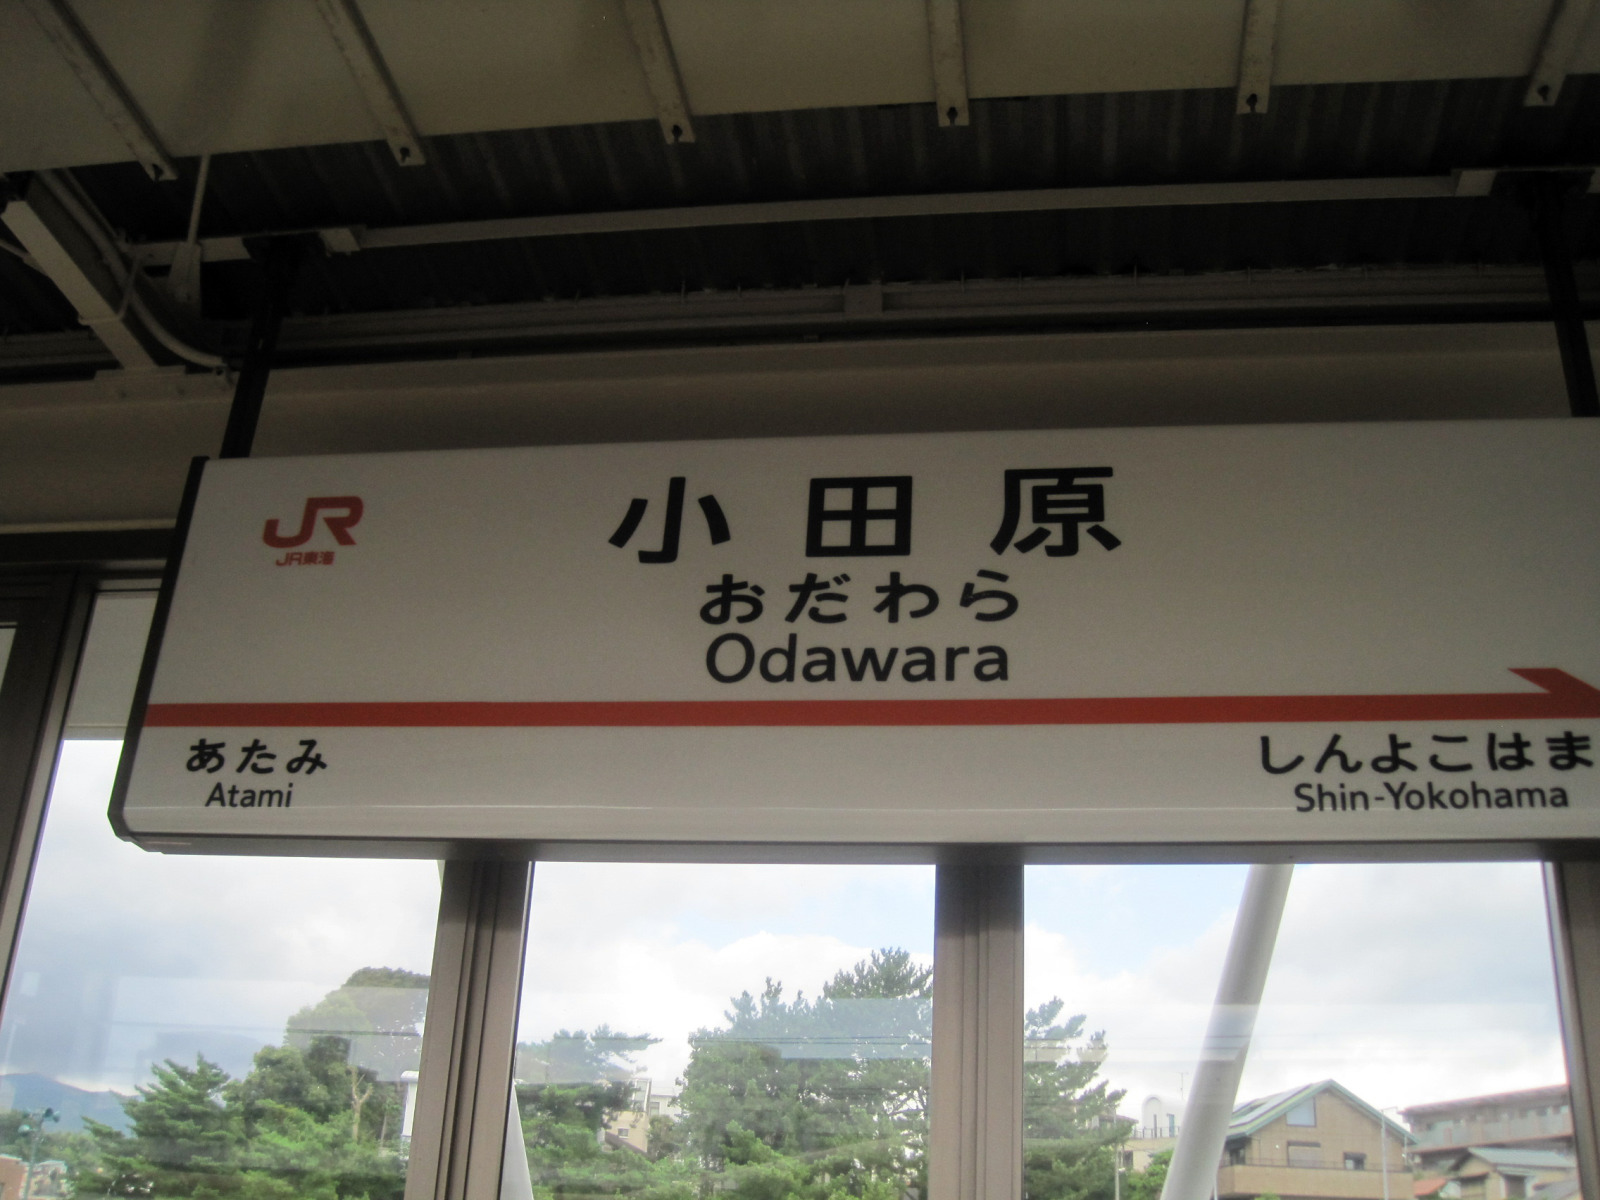 JR
JR東海
小田原
おだわら
Odawara
あたみ
Atami
しんよこはま
Shin-Yokohama